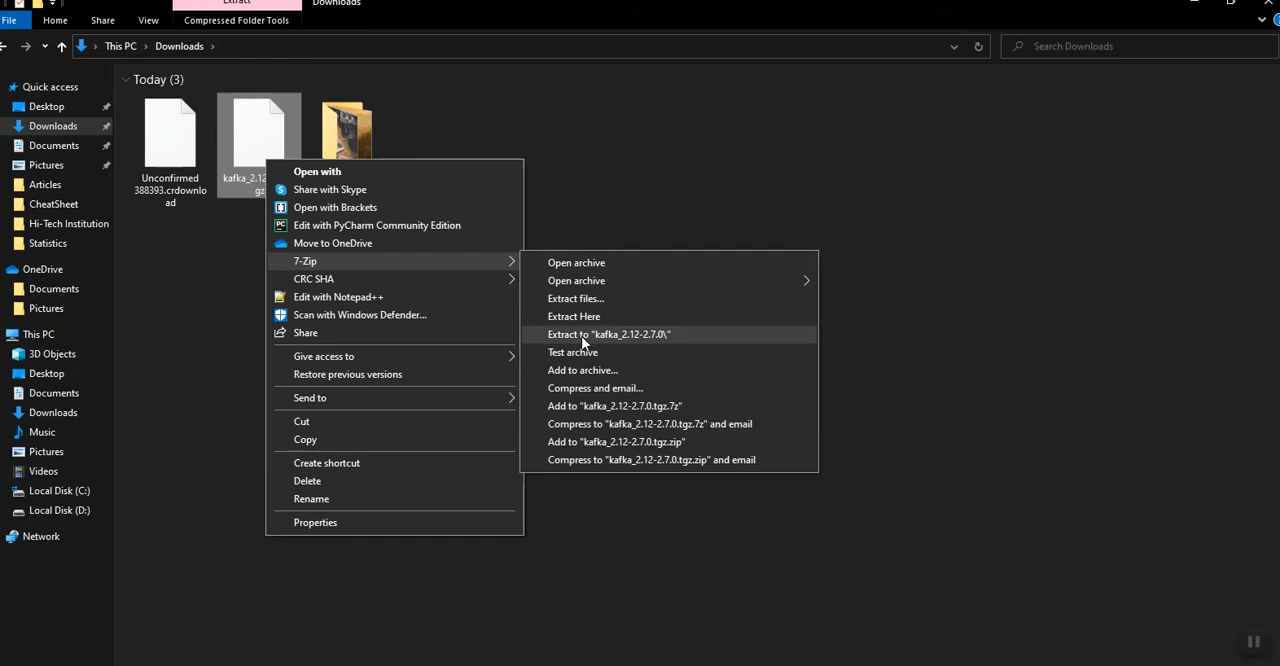 Extract
Downloads
File
Home
Share
View
Compressed Folder Tools
This PC
Downloads
Search Downloads
Today (3)
Quick access
Desktop
Downloads
Documents
Pictures
Articles
CheatSheet
Hi-Tech Institution
Statistics
OneDrive
Documents
Pictures
This PC
3D Objects
Desktop
Documents
Downloads
Music
Pictures
Videos
Local Disk (C:)
Local Disk (D:)
Network
Unconfirmed
388393.crdownlo
ad
kafka_2.12
gz
Open with
Share with Skype
Open with Brackets
Edit with PyCharm Community Edition
Move to OneDrive
7-Zip
CRC SHA
Edit with Notepad++
Scan with Windows Defender...
Share
Give access to
Restore previous versions
Send to
Cut
Copy
Create shortcut
Delete
Rename
Properties
Open archive
Open archive
Extract files...
Extract Here
Extract to "kafka_2.12-2.7.0\"
Test archive
Add to archive...
Compress and email...
Add to "kafka_2.12-2.7.0.tgz.7z"
Compress to "kafka_2.12-2.7.0.tgz.7z" and email
Add to "kafka_2.12-2.7.0.tgz.zip"
Compress to "kafka_2.12-2.7.0.tgz.zip" and email